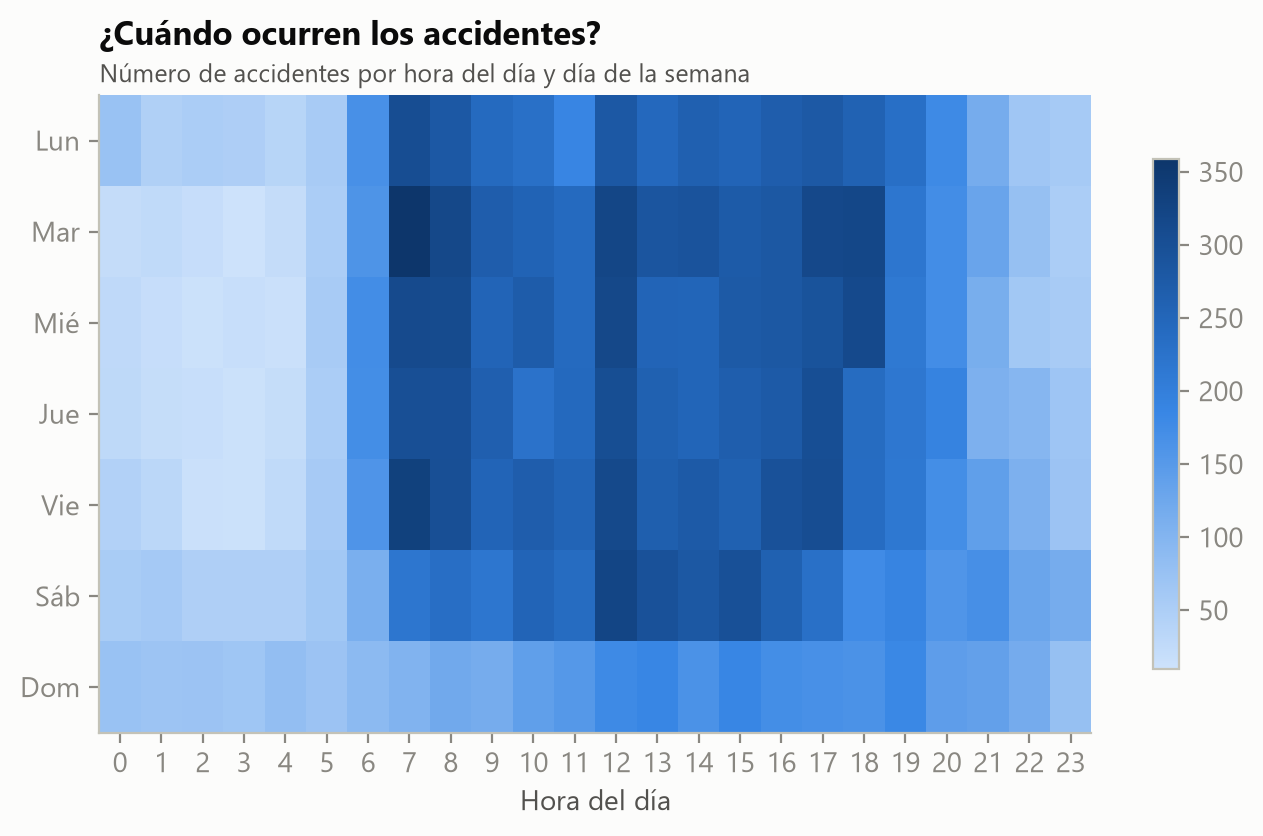 ¿Cuándo ocurren los accidentes?
Número de accidentes por hora del día y día de la semana
Lun
Mar
Mié
Jue
Vie
Sáb
Dom
0 1 2 3 4 5 6 7 8 9 10 11 12 13 14 15 16 17 18 19 20 21 22 23
Hora del día
350
300
250
200
150
100
50